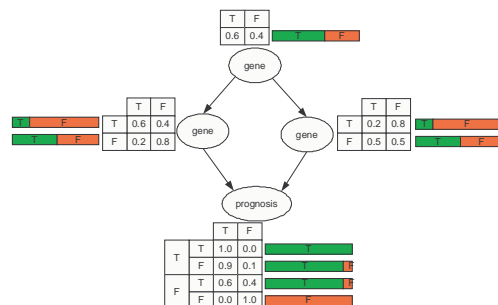 T F
0.6 0.4 T F
gene
T F
T 0.6 0.4
F 0.2 0.8
T F
T F
gene
gene
T F
T 0.2 0.8
F 0.5 0.5
T F
T F
prognosis
T F
T T 1.0 0.0 T
F 0.9 0.1 T F
F T 0.6 0.4 T F
F 0.0 1.0 F